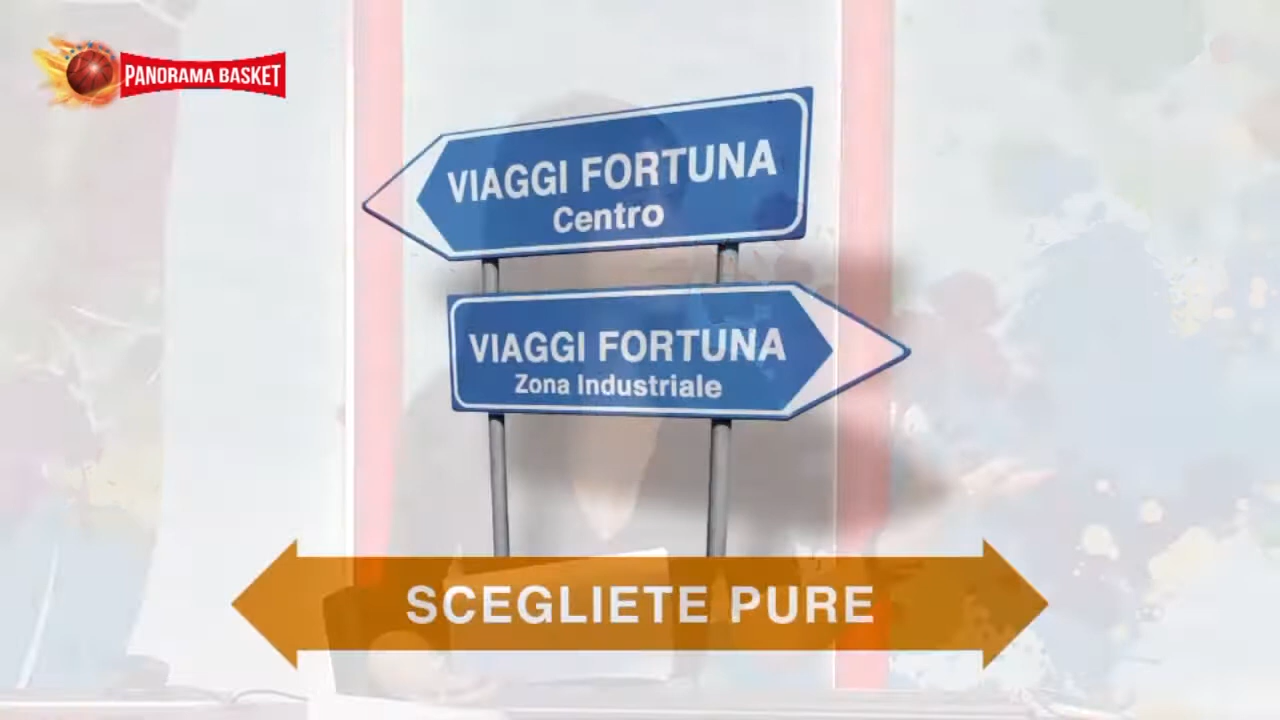 PANORAMA BASKET
VIAGGI FORTUNA
Centro
VIAGGI FORTUNA
Zona Industriale
SCEGLIETE PURE